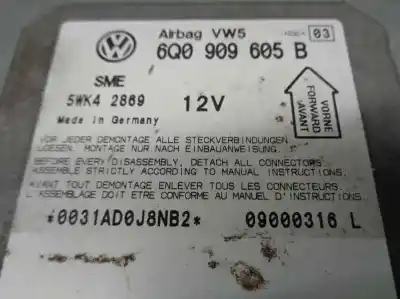 Airbag VW5
03
6Q0 909 605 B
SME
5WK4 2869
12V
Made in Germany
VORNE
FORWARD
AVANT
VOR JEDER DEMONTAGE ALLE STECKVERBINDUNGEN
LOESEN. MONTAGE NUR NACH EINBAUANWEISUNG.
BEFORE EVERY DISASSEMBLY, DETACH ALL CONNECTORS.
ASSEMBLE STRICTLY ACCORDING TO MANUAL INSTRUCTIONS.
AVANT TOUT DEMONTAGE ENLEVER TOUS LES CONNECTEURS.
L'ASSEMBLAGE DOIT ETRE CONFORME AU MANUEL D'INSTRUCTIONS.
*0031AD0J8NB2*
09000316 L